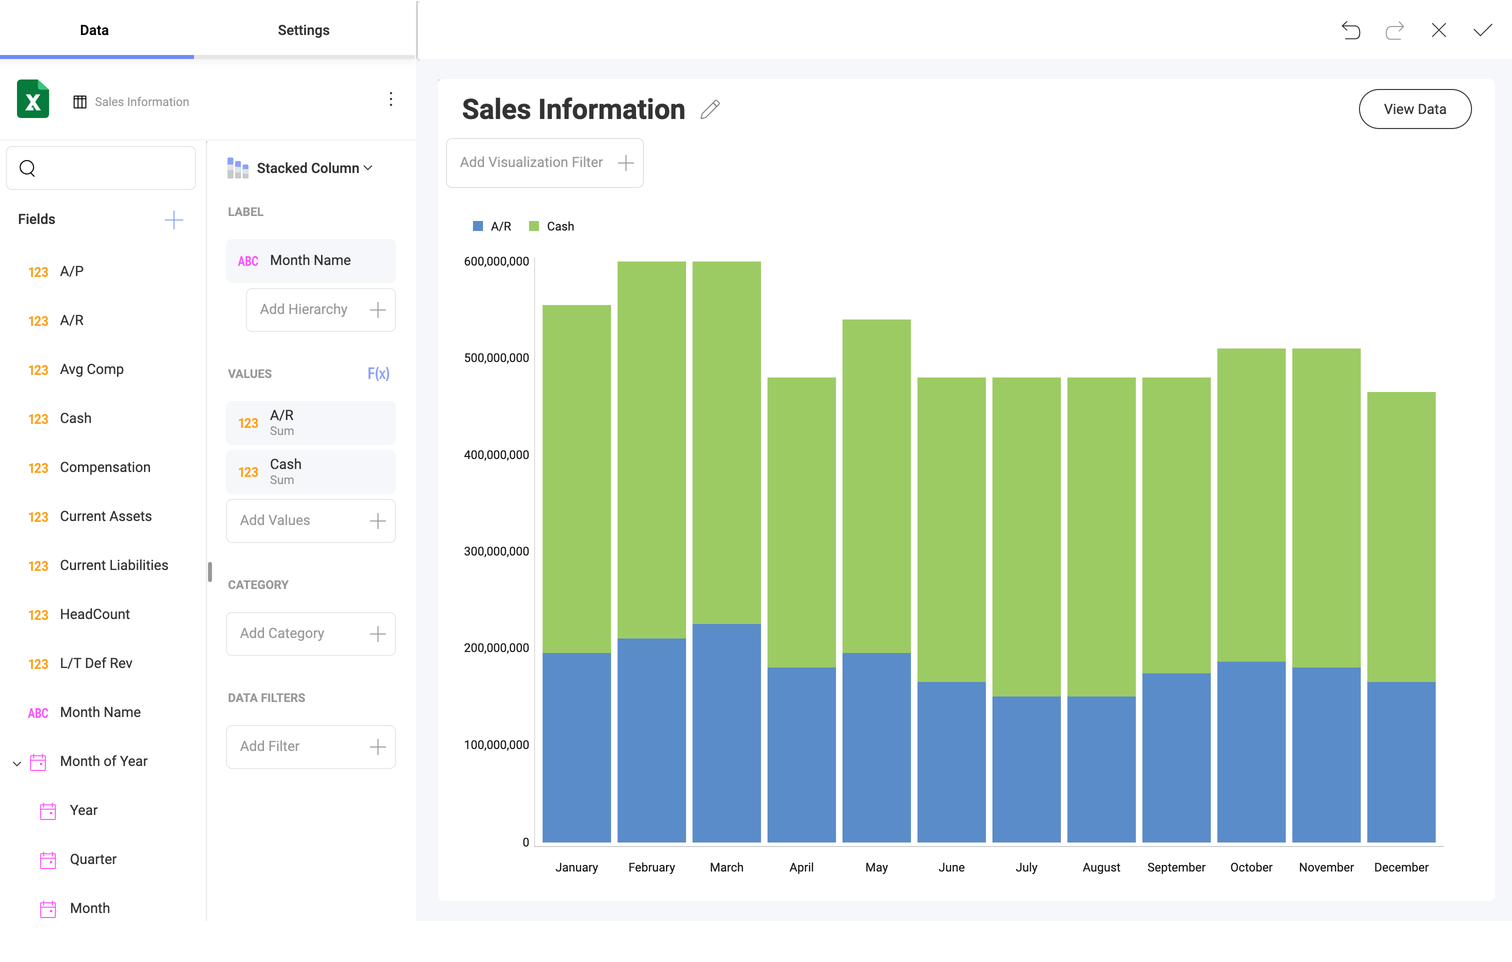 Data
Settings
X
Sales Information
Fields
123 A/P
123 A/R
123 Avg Comp
123 Cash
123 Compensation
123 Current Assets
123 Current Liabilities
123 HeadCount
123 L/T Def Rev
ABC Month Name
Month of Year
Year
Quarter
Month
Stacked Column
LABEL
ABC Month Name
Add Hierarchy
VALUES F(x)
123 A/R
Sum
123 Cash
Sum
Add Values
CATEGORY
Add Category
DATA FILTERS
Add Filter
Sales Information
View Data
Add Visualization Filter
A/R Cash
600,000,000
500,000,000
400,000,000
300,000,000
200,000,000
100,000,000
0
January February March April May June July August September October November December